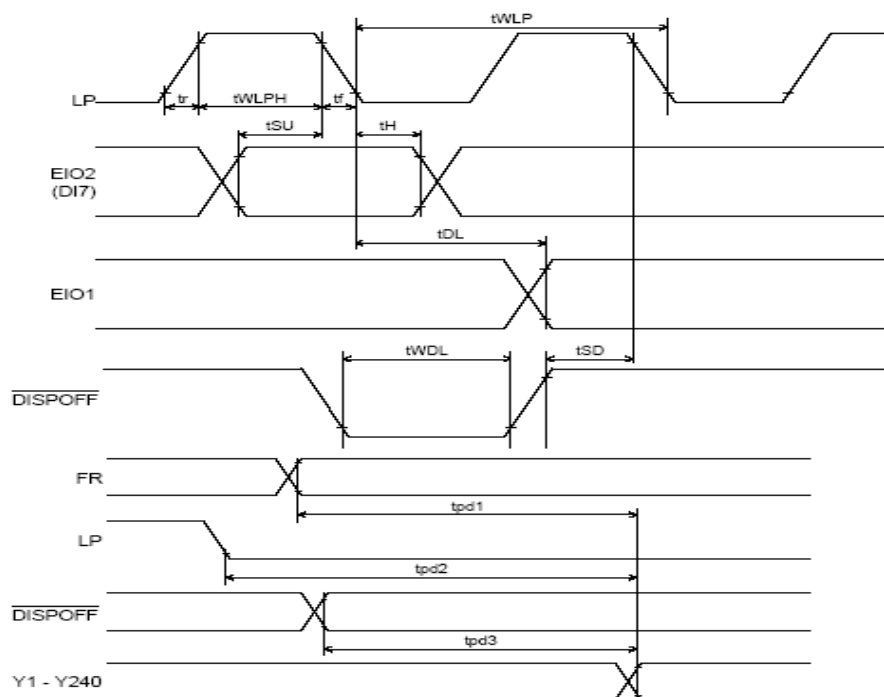 tWLP
LP
tr
tWLPH
tf
tSU
tH
EIO2
(DI7)
tDL
EIO1
tWDL
tSD
DISPOFF
FR
tpd1
LP
tpd2
DISPOFF
tpd3
Y1 - Y240